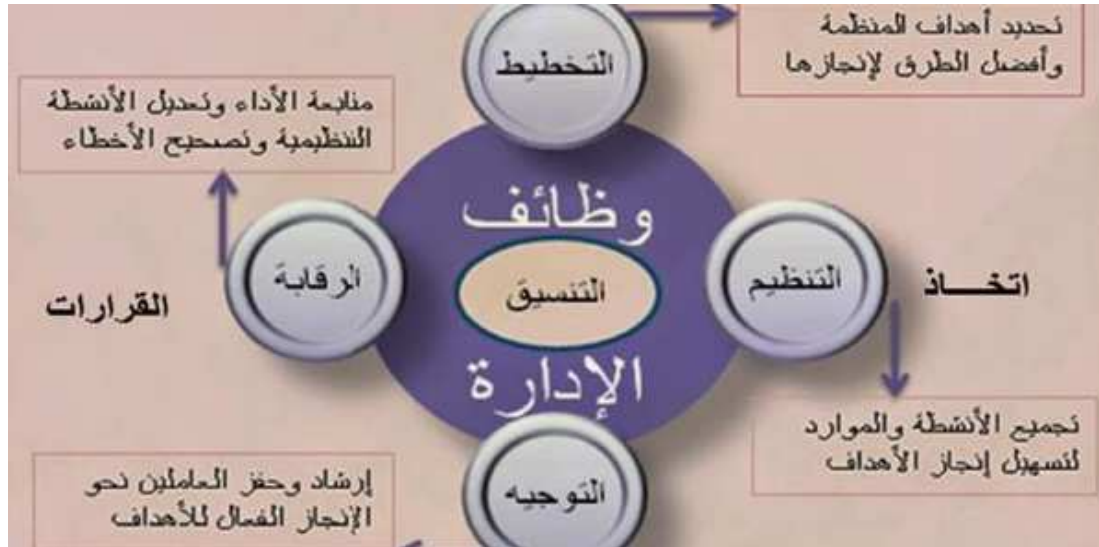 التخطيط
تحديد أهداف المنظمة
وأفضل الطرق لإنجازها
متابعة الأداء وتعديل الأنشطة
التنظيمية وتصحيح الأخطاء
وظائف
التنسيق
الإدارة
التنظيم
الرقابة
اتخـــاذ
القرارات
تجميع الأنشطة والموارد
لتسهيل إنجاز الأهداف
التوجيه
إرشاد وحفز العاملين نحو
الإنجاز الفعال للأهداف